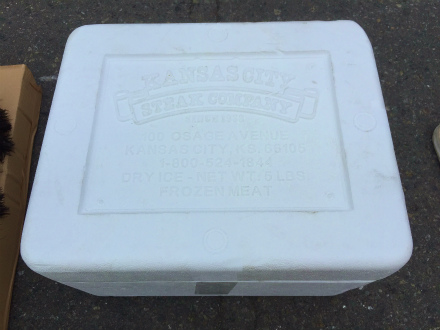 KANSAS CITY
STEAK COMPANY
OSAGE AVENUE
KANSAS CITY, KS. 66105
1-800-524-1844
DRY ICE - NET WT. 5 LBS.
FROZEN MEAT